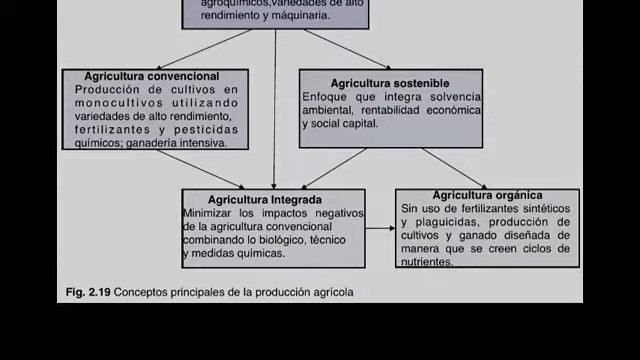 agroquímicos,variedades de alto
rendimiento y máquinaria.
Agricultura convencional
Producción de cultivos en
monocultivos utilizando
variedades de alto rendimiento,
fertilizantes y pesticidas
químicos; ganadería intensiva.
Agricultura sostenible
Enfoque que integra solvencia
ambiental, rentabilidad económica
y social capital.
Agricultura Integrada
Minimizar los impactos negativos
de la agricultura convencional
combinando lo biológico, técnico
y medidas químicas.
Agricultura orgánica
Sin uso de fertilizantes sintéticos
y plaguicidas, producción de
cultivos y ganado diseñada de
manera que se creen ciclos de
nutrientes.
Fig. 2.19 Conceptos principales de la producción agrícola